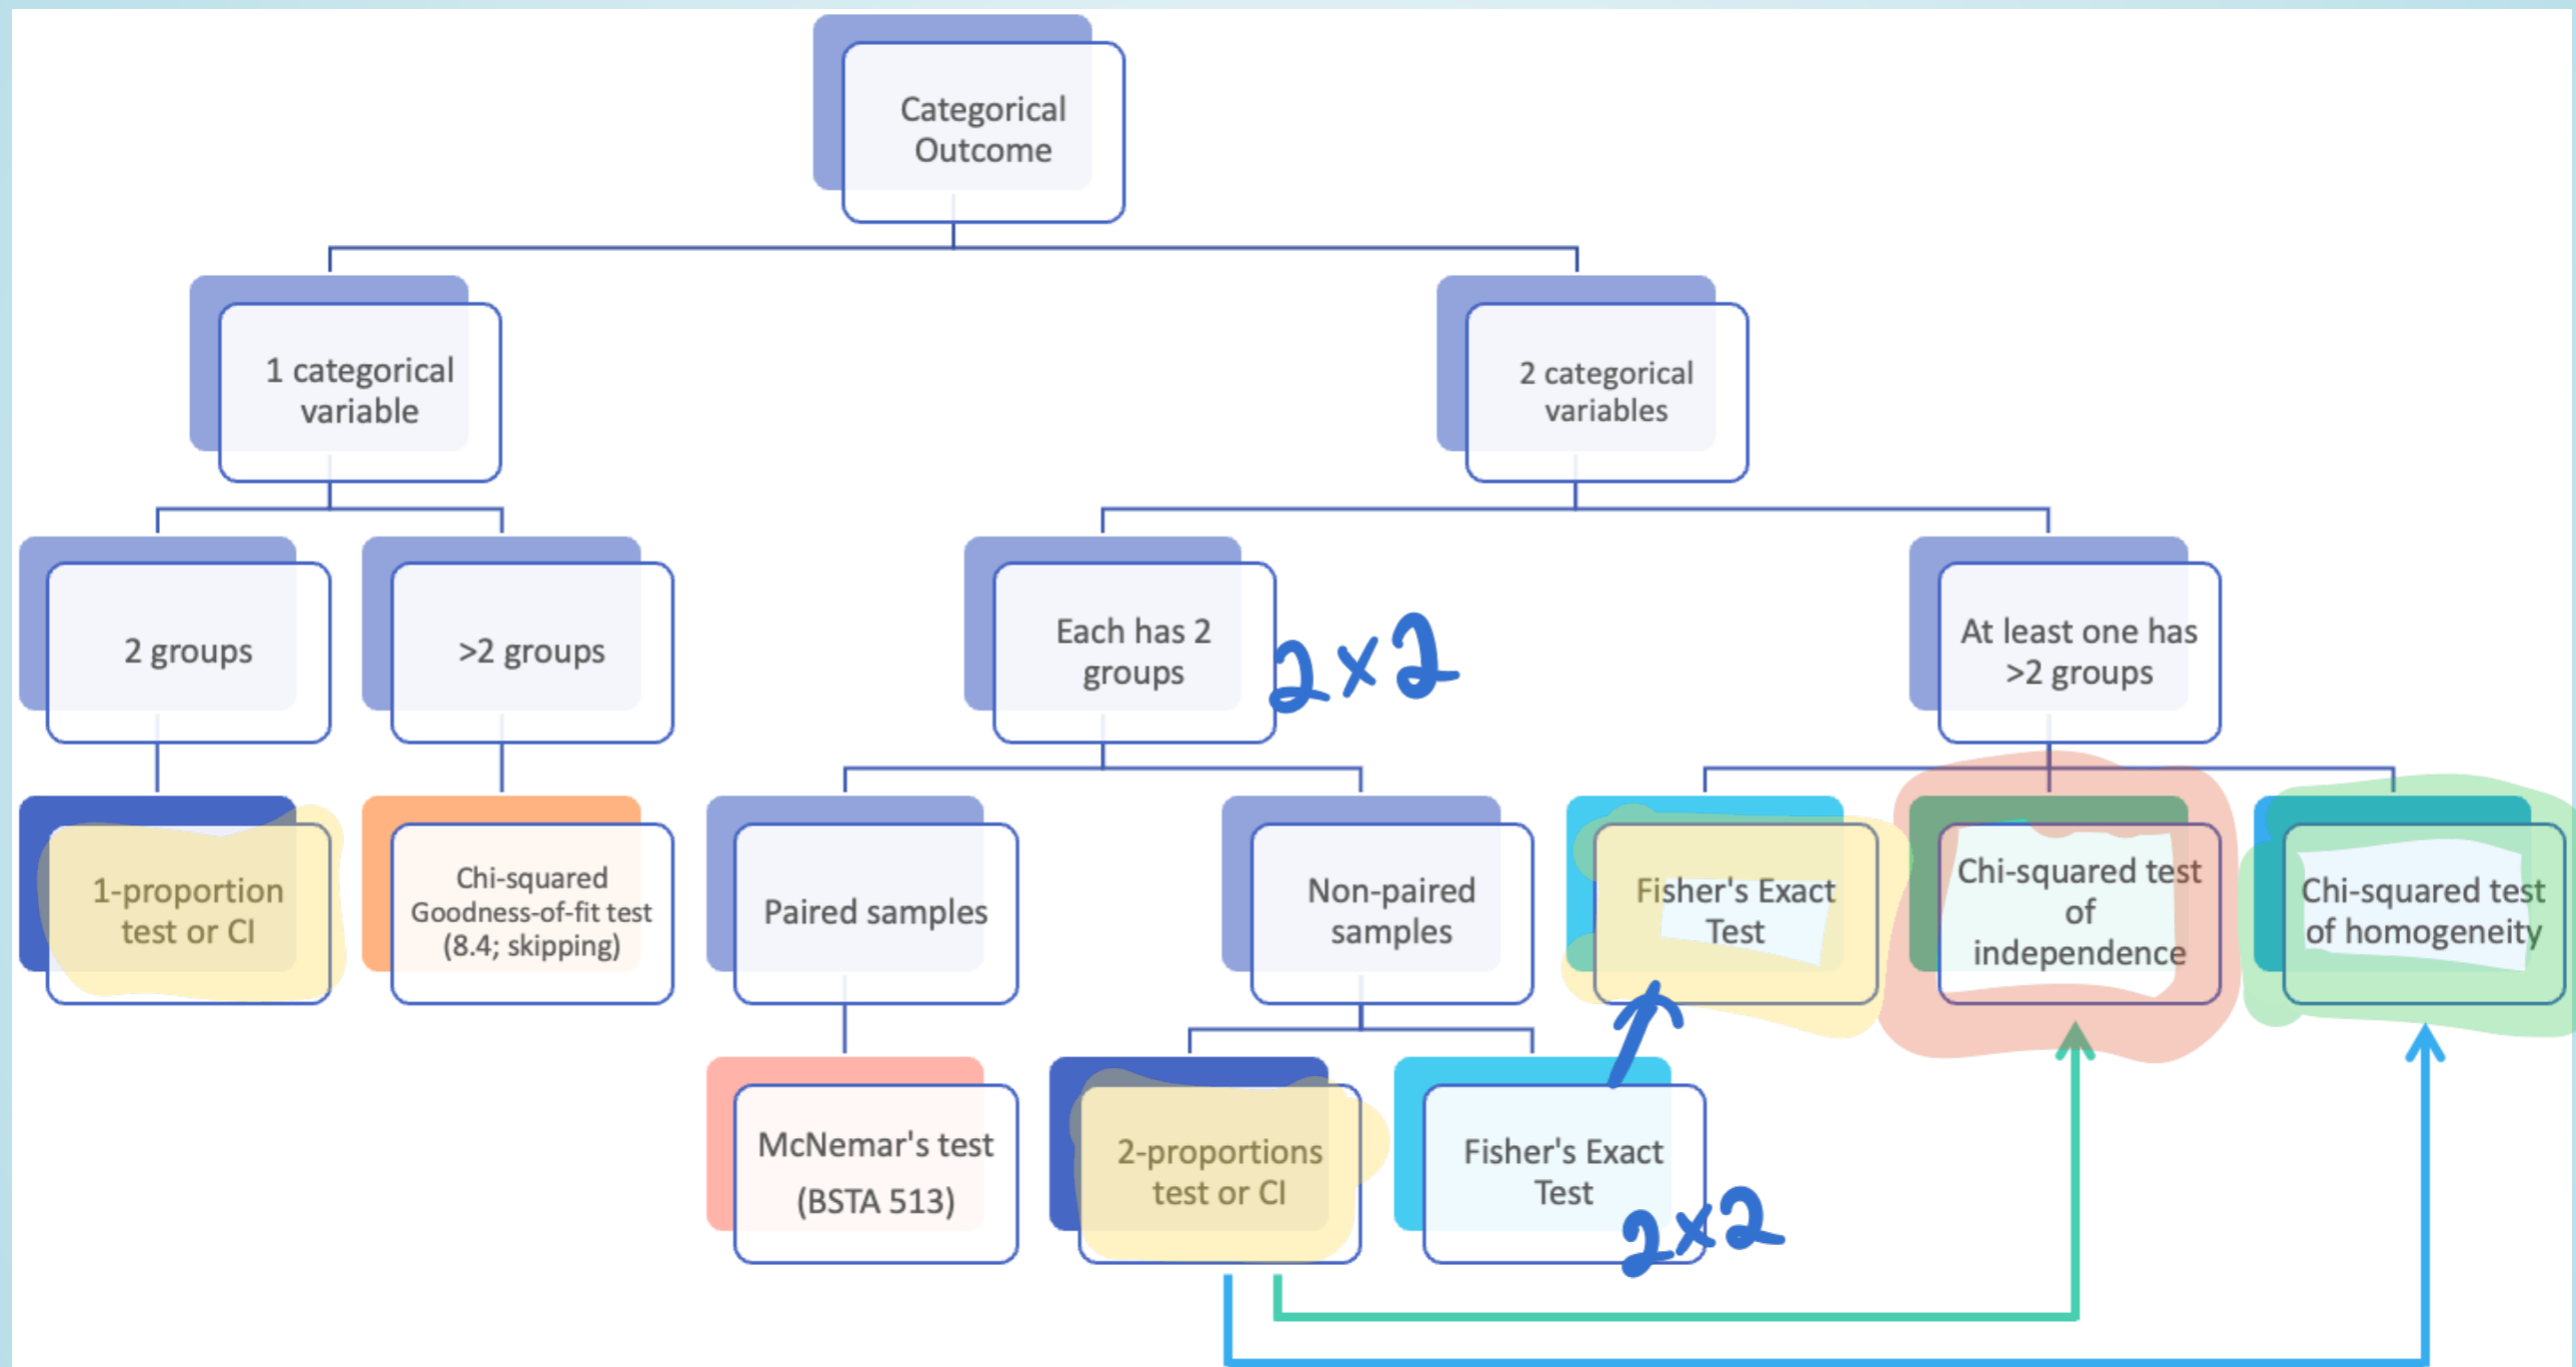 Categorical
Outcome
1 categorical
variable
2 categorical
variables
2 groups
>2 groups
Each has 2
groups
2x2
At least one has
>2 groups
1-proportion
test or CI
Chi-squared
Goodness-of-fit test
(8.4; skipping)
Paired samples
Non-paired
samples
Fisher's Exact
Test
Chi-squared test
of
independence
Chi-squared test
of homogeneity
McNemar's test
(BSTA 513)
2-proportions
test or CI
Fisher's Exact
Test
2x2